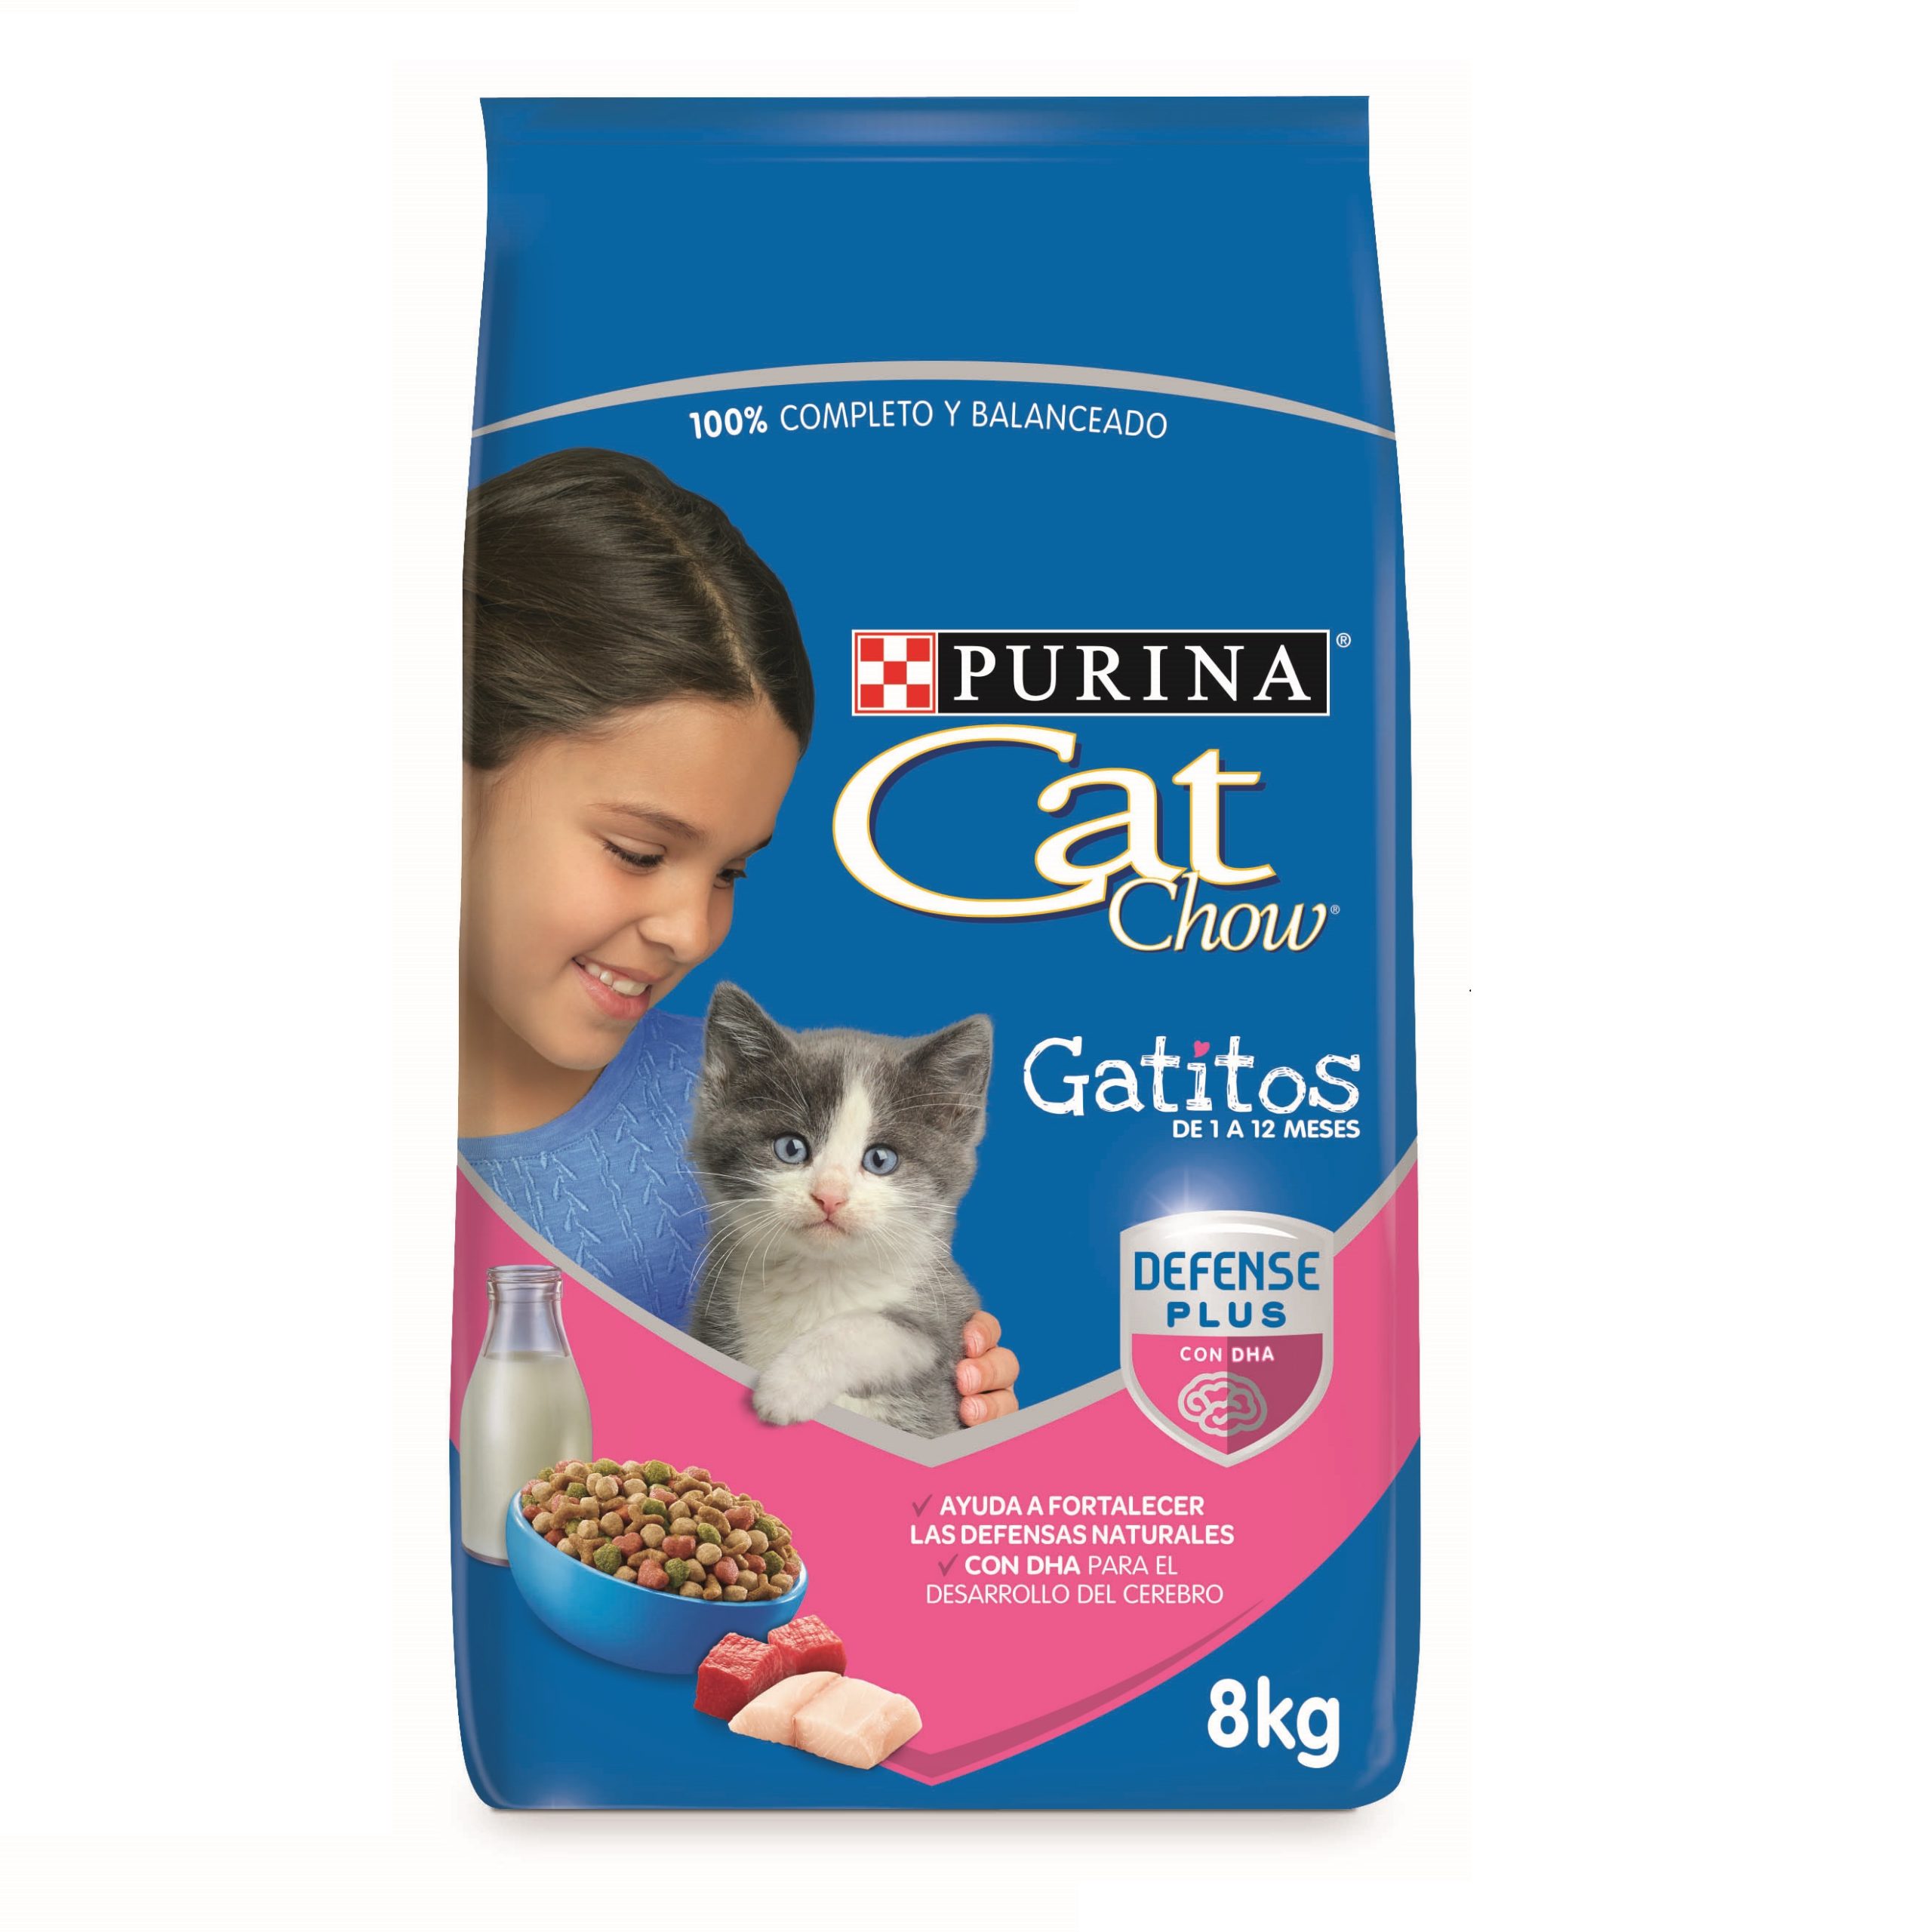 100% COMPLETO Y BALANCEADO
PURINA®
Cat
Chow®
Gatitos
DE 1 A 12 MESES
DEFENSE
PLUS
CON DHA
✓ AYUDA A FORTALECER
LAS DEFENSAS NATURALES
✓ CON DHA PARA EL
DESARROLLO DEL CEREBRO
8kg